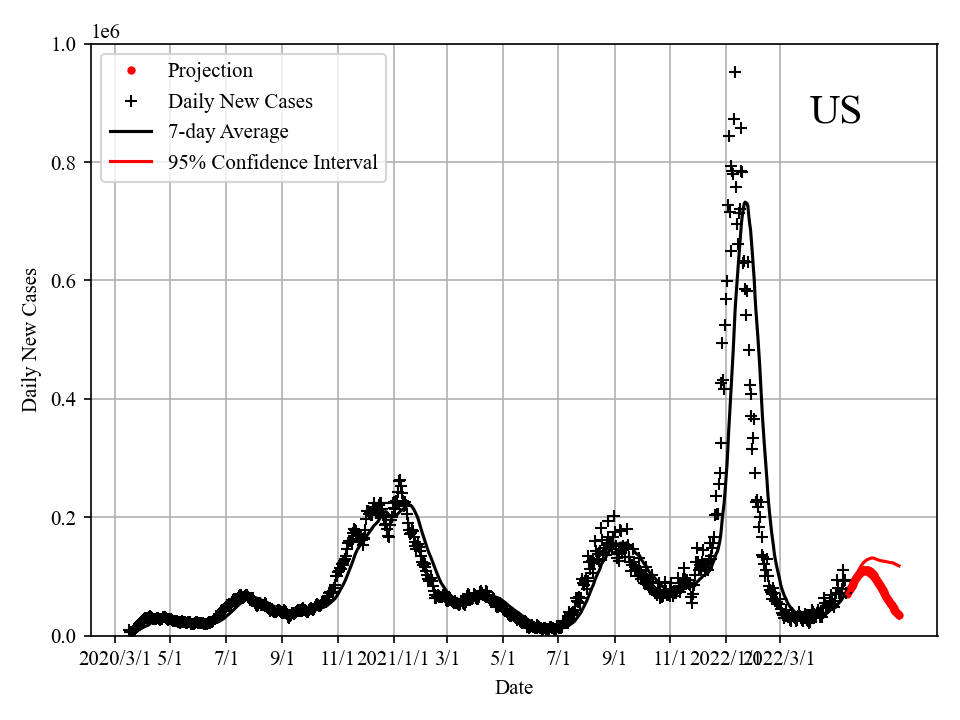 1e6
1.0
0.8
0.6
0.4
0.2
0.0
Projection
Daily New Cases
7-day Average
95% Confidence Interval
US
Daily New Cases
2020/3/1 5/1 7/1 9/1 11/1 2021/1/1 3/1 5/1 7/1 9/1 11/1 2022/1/1 2022/3/1
Date